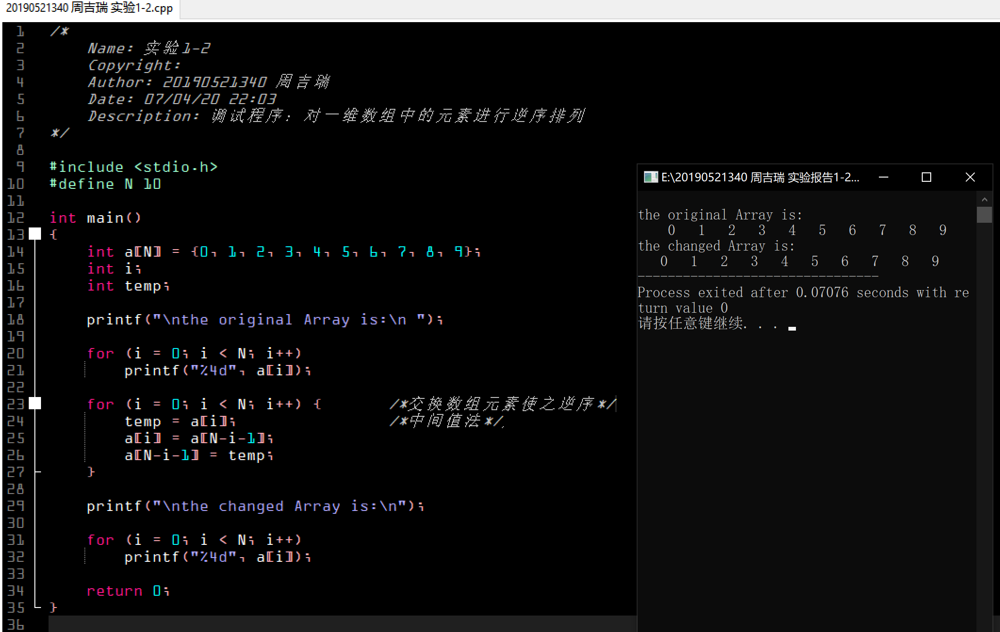 20190521340 周吉瑞 实验1-2.cpp
1 /*
2 Name: 实验1-2
3 Copyright:
4 Author: 20190521340 周吉瑞
5 Date: 07/04/20 22:03
6 Description: 调试程序: 对一维数组中的元素进行逆序排列
7 */
8
9 #include <stdio.h>
10 #define N 10
11
12 int main()
13 {
14 int a[N] = {0, 1, 2, 3, 4, 5, 6, 7, 8, 9};
15 int i;
16 int temp;
17
18 printf("\nthe original Array is:\n ");
19
20 for (i = 0; i < N; i++)
21 printf("%4d", a[i]);
22
23 for (i = 0; i < N; i++) { /*交换数组元素使之逆序*/
24 temp = a[i]; /*中间值法*/
25 a[i] = a[N-i-1];
26 a[N-i-1] = temp;
27 }
28
29 printf("\nthe changed Array is:\n");
30
31 for (i = 0; i < N; i++)
32 printf("%4d", a[i]);
33
34 return 0;
35 }
36
E:\20190521340 周吉瑞 实验报告1-2...
the original Array is:
0 1 2 3 4 5 6 7 8 9
the changed Array is:
0 1 2 3 4 5 6 7 8 9
--------------------------------
Process exited after 0.07076 seconds with re
turn value 0
请按任意键继续. . .